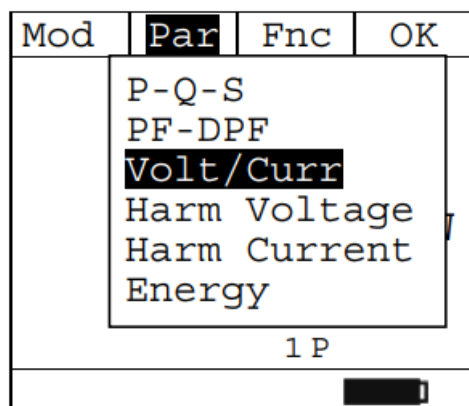 Mod Par Fnc OK
P-Q-S
PF-DPF
Volt/Curr
Harm Voltage
Harm Current
Energy
1P